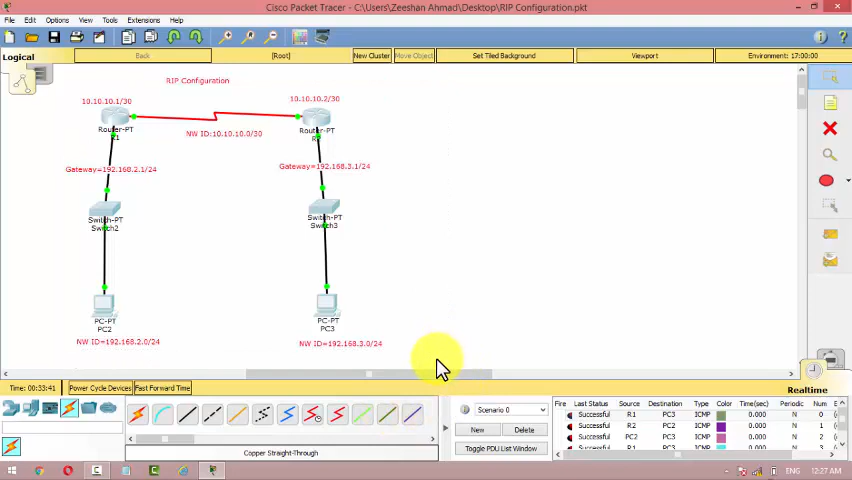 Cisco Packet Tracer - C:\Users\Zeeshan Ahmad\Desktop\RIP Configuration.pkt
File Edit Options View Tools Extensions Help
Logical Back [Root] New Cluster Move Object Set Tiled Background Viewport Environment: 17:00:00
RIP Configuration
10.10.10.1/30 10.10.10.2/30
Router-PT Router-PT
NW ID:10.10.10.0/30
Gateway=192.168.2.1/24 Gateway=192.168.3.1/24
Switch-PT Switch-PT
Switch2 Switch3
PC-PT PC-PT
PC2 PC3
NW ID=192.168.2.0/24 NW ID=192.168.3.0/24
Time: 00:33:41 Power Cycle Devices Fast Forward Time Realtime
Scenario 0
New Delete
Toggle PDU List Window
Fire Last Status Source Destination Type Color Time(sec) Periodic Num
Successful R1 PC3 ICMP 0.000 N 0
Successful R2 PC2 ICMP 0.000 N 1
Successful PC2 PC3 ICMP 0.000 N 2
Successful R1 PC3 ICMP 0.000 N 3
Copper Straight-Through
ENG 12:27 AM